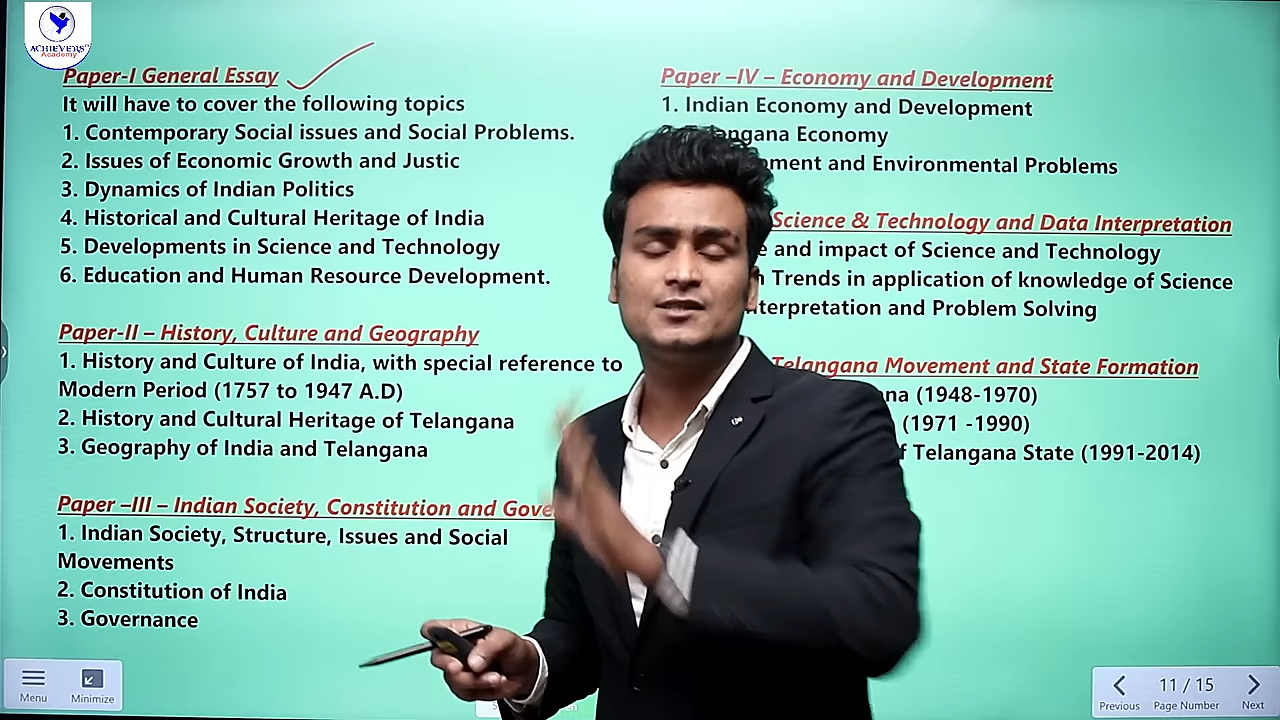 ACHIEVERS
Academy
Paper-I General Essay
It will have to cover the following topics
1. Contemporary Social issues and Social Problems.
2. Issues of Economic Growth and Justic
3. Dynamics of Indian Politics
4. Historical and Cultural Heritage of India
5. Developments in Science and Technology
6. Education and Human Resource Development.
Paper-II – History, Culture and Geography
1. History and Culture of India, with special reference to
Modern Period (1757 to 1947 A.D)
2. History and Cultural Heritage of Telangana
3. Geography of India and Telangana
Paper –III – Indian Society, Constitution and
1. Indian Society, Structure, Issues and Social
Movements
2. Constitution of India
3. Governance
Paper –IV – Economy and Development
1. Indian Economy and Development
Telangana Economy
and Environmental Problems
Science & Technology and Data Interpretation
and impact of Science and Technology
Trends in application of knowledge of Science
and Problem Solving
Telangana Movement and State Formation
(1948-1970)
(1971 -1990)
Telangana State (1991-2014)
Menu
Minimize
Previous
11 / 15
Page Number
Next